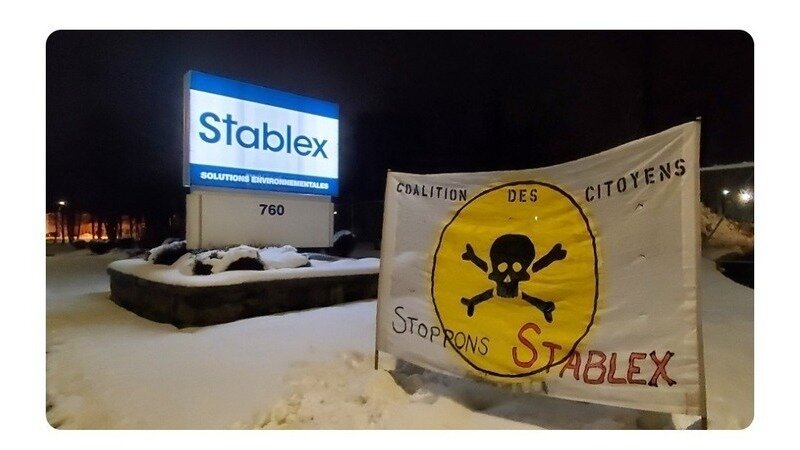 Stablex
SOLUTIONS ENVIRONNEMENTALES
760
COALITION DES CITOYENS
STOPPONS STABLEX